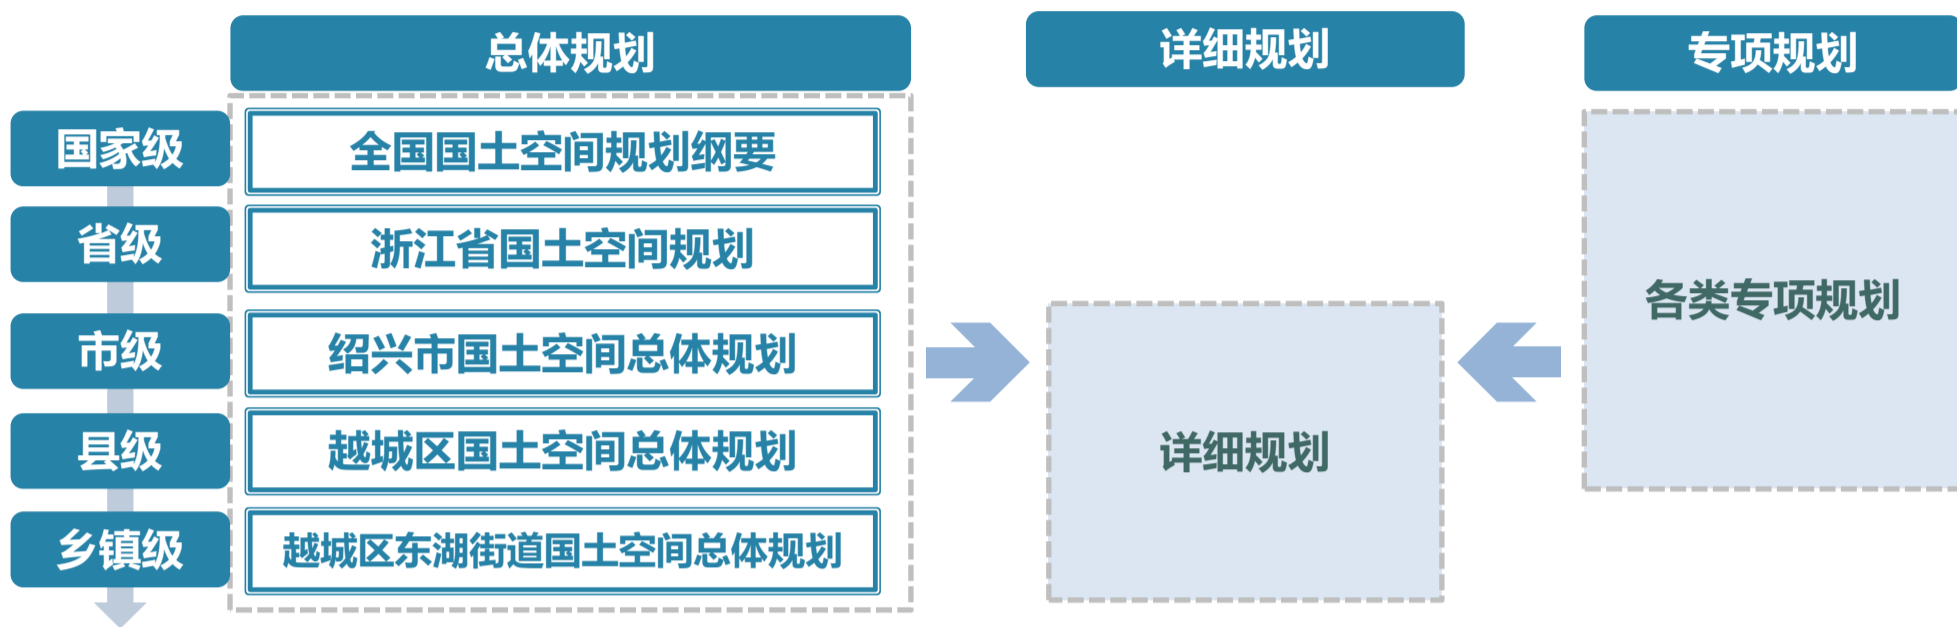 总体规划
详细规划
专项规划
国家级
全国国土空间规划纲要
省级
浙江省国土空间规划
市级
绍兴市国土空间总体规划
县级
越城区国土空间总体规划
乡镇级
越城区东湖街道国土空间总体规划
详细规划
各类专项规划